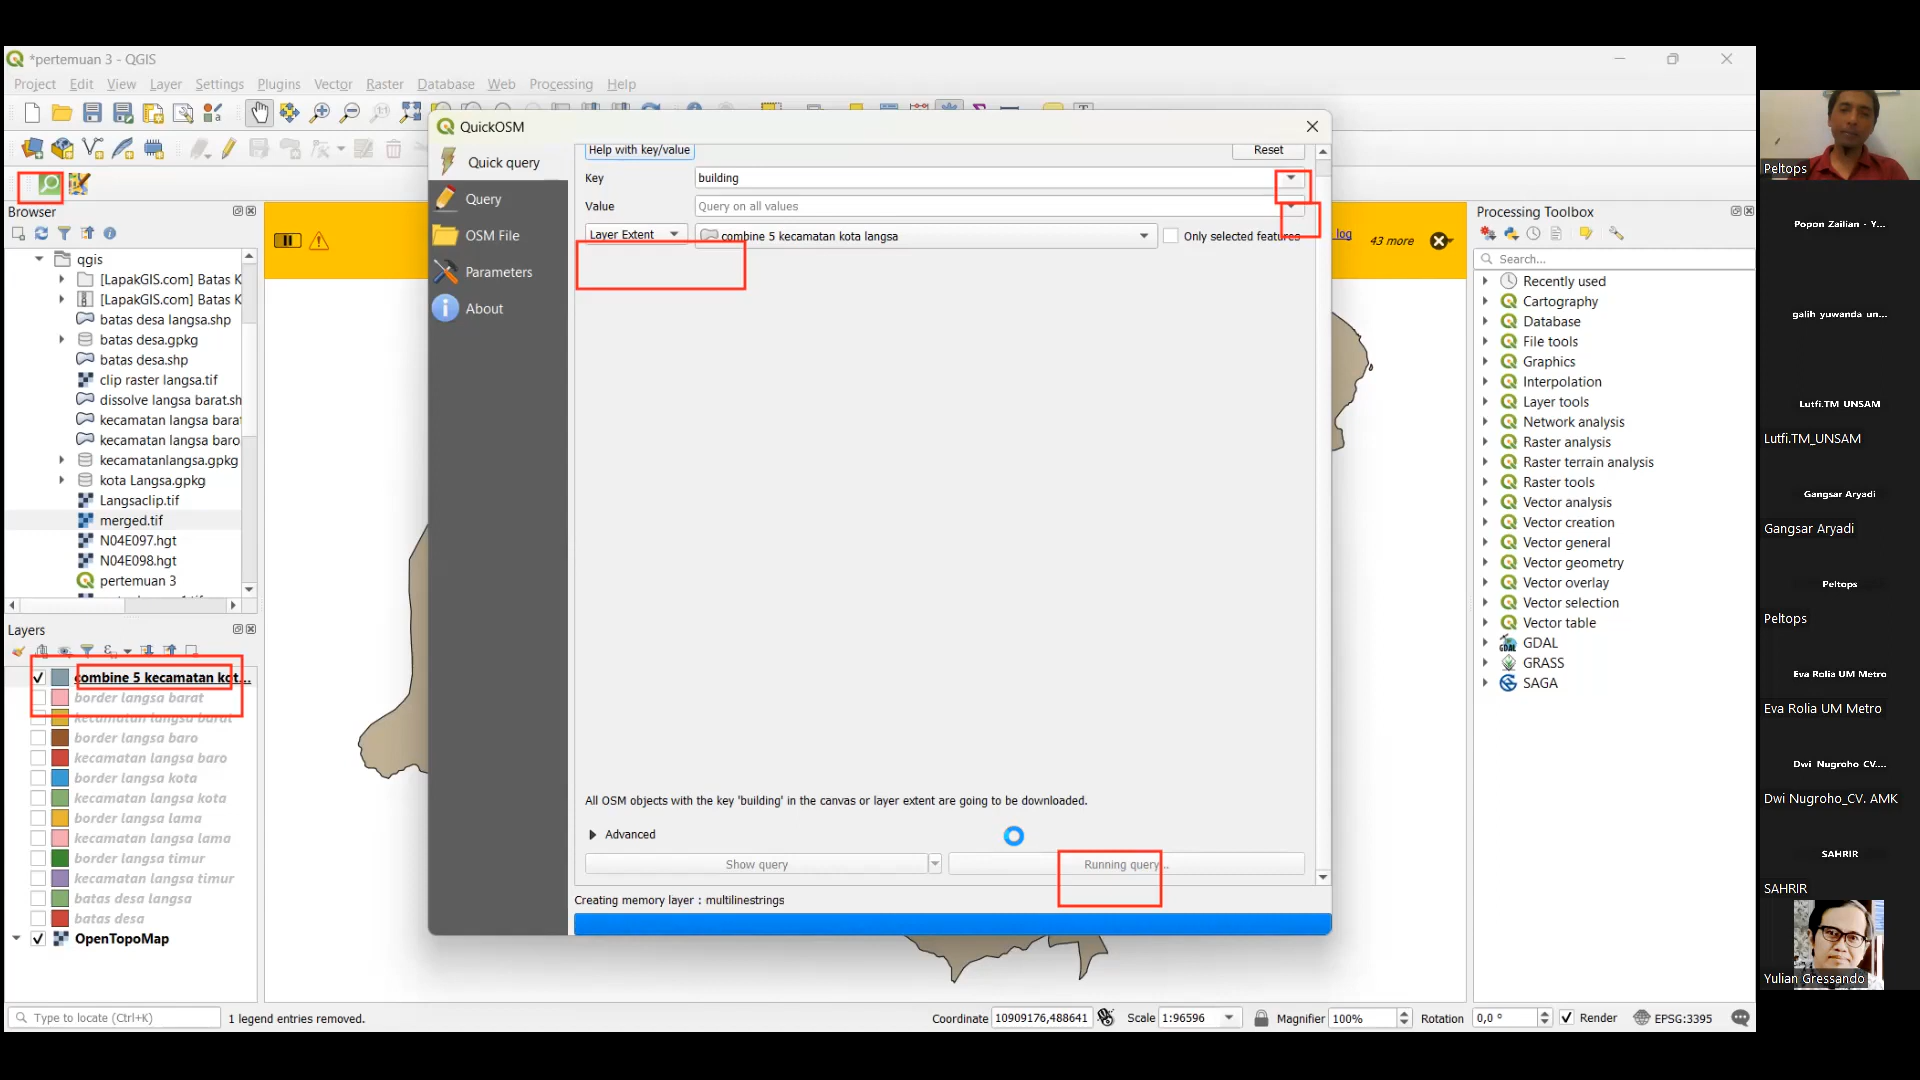 *pertemuan 3 - QGIS
Project Edit View Layer Settings Plugins Vector Raster Database Web Processing Help
QuickOSM
Quick query
Query
OSM File
Parameters
About
Help with key/value
Reset
Key
building
Value
Query on all values
Layer Extent
combine 5 kecamatan kota langsa
Only selected features
All OSM objects with the key 'building' in the canvas or layer extent are going to be downloaded.
Advanced
Show query
Running query...
Creating memory layer : multilinestrings
log
43 more
Browser
qgis
[LapakGIS.com] Batas K
[LapakGIS.com] Batas K
batas desa langsa.shp
batas desa.gpkg
batas desa.shp
clip raster langsa.tif
dissolve langsa barat.sh
kecamatan langsa barat
kecamatan langsa baro
kecamatanlangsa.gpkg
kota Langsa.gpkg
Langsaclip.tif
merged.tif
N04E097.hgt
N04E098.hgt
pertemuan 3
Layers
combine 5 kecamatan kot...
border langsa barat
kecamatan langsa barat
border langsa baro
kecamatan langsa baro
border langsa kota
kecamatan langsa kota
border langsa lama
kecamatan langsa lama
border langsa timur
kecamatan langsa timur
batas desa langsa
batas desa
OpenTopoMap
Processing Toolbox
Search...
Recently used
Cartography
Database
File tools
Graphics
Interpolation
Layer tools
Network analysis
Raster analysis
Raster terrain analysis
Raster tools
Vector analysis
Vector creation
Vector general
Vector geometry
Vector overlay
Vector selection
Vector table
GDAL
GRASS
SAGA
Type to locate (Ctrl+K)
1 legend entries removed.
Coordinate 10909176,488641
Scale 1:96596
Magnifier 100%
Rotation 0,0 °
Render
EPSG:3395
Peltops
Popon Zailian - Y...
galih yuwanda un...
Lutfi.TM UNSAM
Lutfi.TM_UNSAM
Gangsar Aryadi
Gangsar Aryadi
Peltops
Peltops
Eva Rolia UM Metro
Eva Rolia UM Metro
Dwi Nugroho CV....
Dwi Nugroho_CV. AMK
SAHRIR
SAHRIR
Yulian Gressando